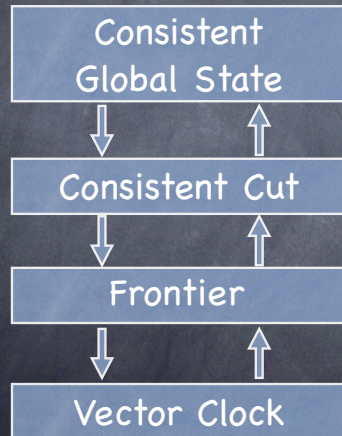 Consistent
Global State
Consistent Cut
Frontier
Vector Clock